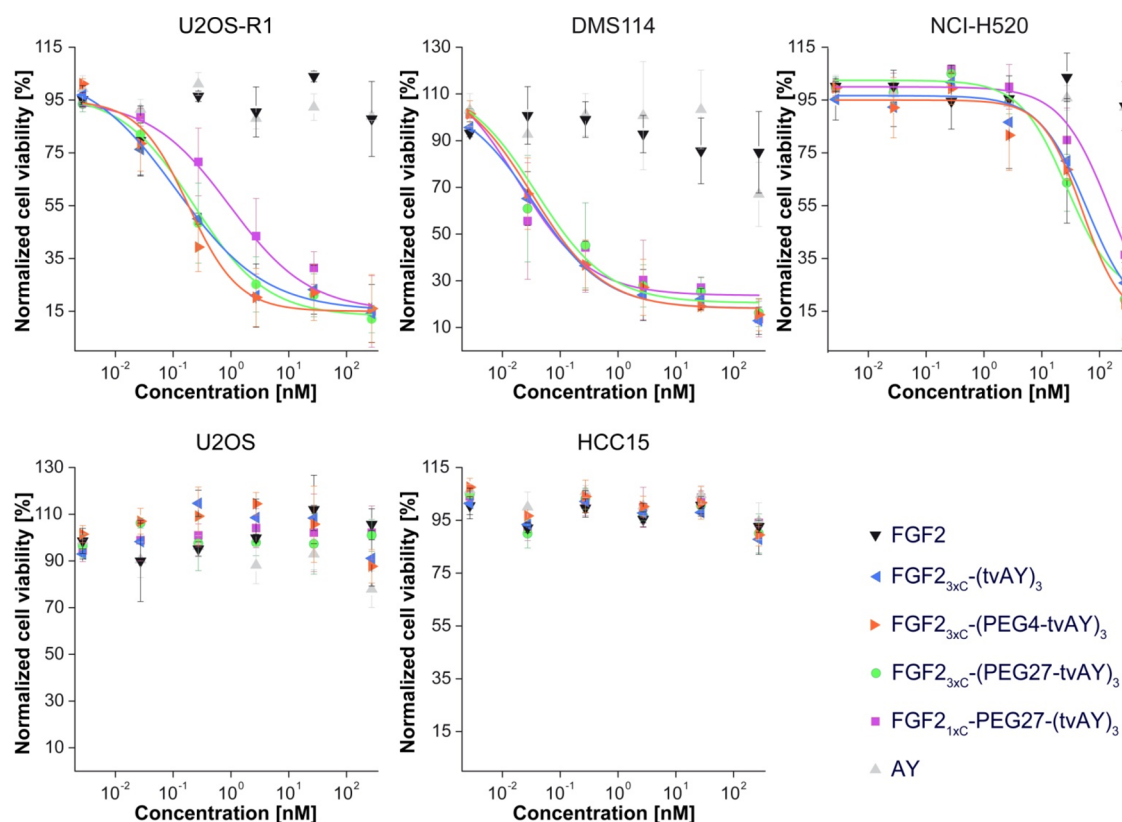 U2OS-R1
DMS114
NCI-H520
Normalized cell viability [%]
115
95
75
55
35
15
10⁻² 10⁻¹ 10⁰ 10¹ 10²
Concentration [nM]
Normalized cell viability [%]
130
110
90
70
50
30
10
10⁻² 10⁻¹ 10⁰ 10¹ 10²
Concentration [nM]
Normalized cell viability [%]
115
95
75
55
35
15
10⁻² 10⁻¹ 10⁰ 10¹ 10²
Concentration [nM]
U2OS
HCC15
Normalized cell viability [%]
130
110
90
70
50
30
10
10⁻² 10⁻¹ 10⁰ 10¹ 10²
Concentration [nM]
Normalized cell viability [%]
115
95
75
55
35
15
10⁻² 10⁻¹ 10⁰ 10¹ 10²
Concentration [nM]
FGF2
FGF2₃ₓC-(tvAY)₃
FGF2₃ₓC-(PEG4-tvAY)₃
FGF2₃ₓC-(PEG27-tvAY)₃
FGF2₁ₓC-PEG27-(tvAY)₃
AY